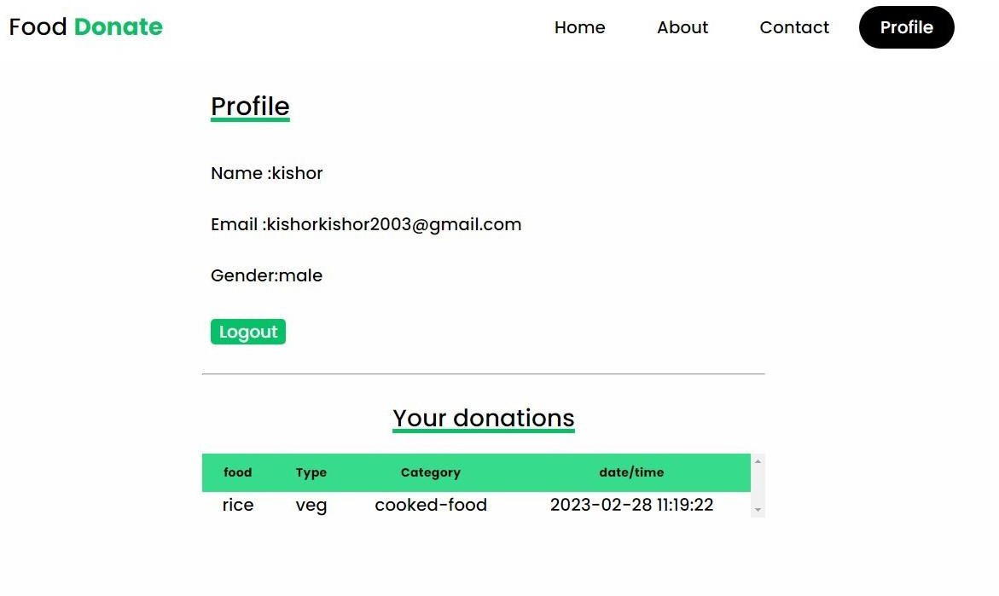 Food Donate Home About Contact Profile
Profile
Name :kishor
Email :kishorkishor2003@gmail.com
Gender:male
Logout
Your donations
food Type Category date/time
rice veg cooked-food 2023-02-28 11:19:22